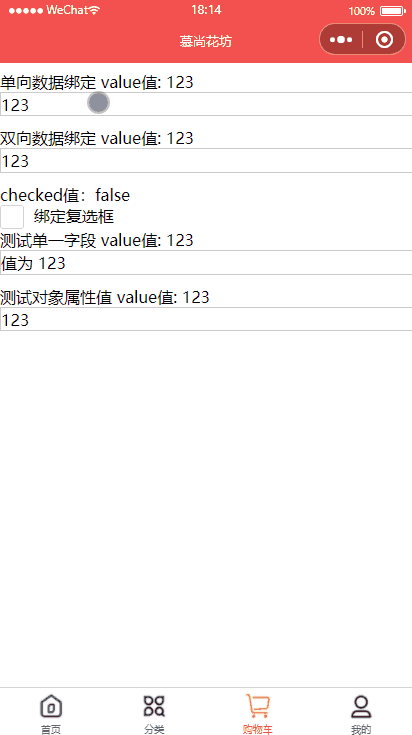 WeChat 18:14 100%
慕尚花坊
单向数据绑定 value值: 123
123
双向数据绑定 value值: 123
123
checked值：false
绑定复选框
测试单一字段 value值: 123
值为 123
测试对象属性值 value值: 123
123
首页 分类 购物车 我的